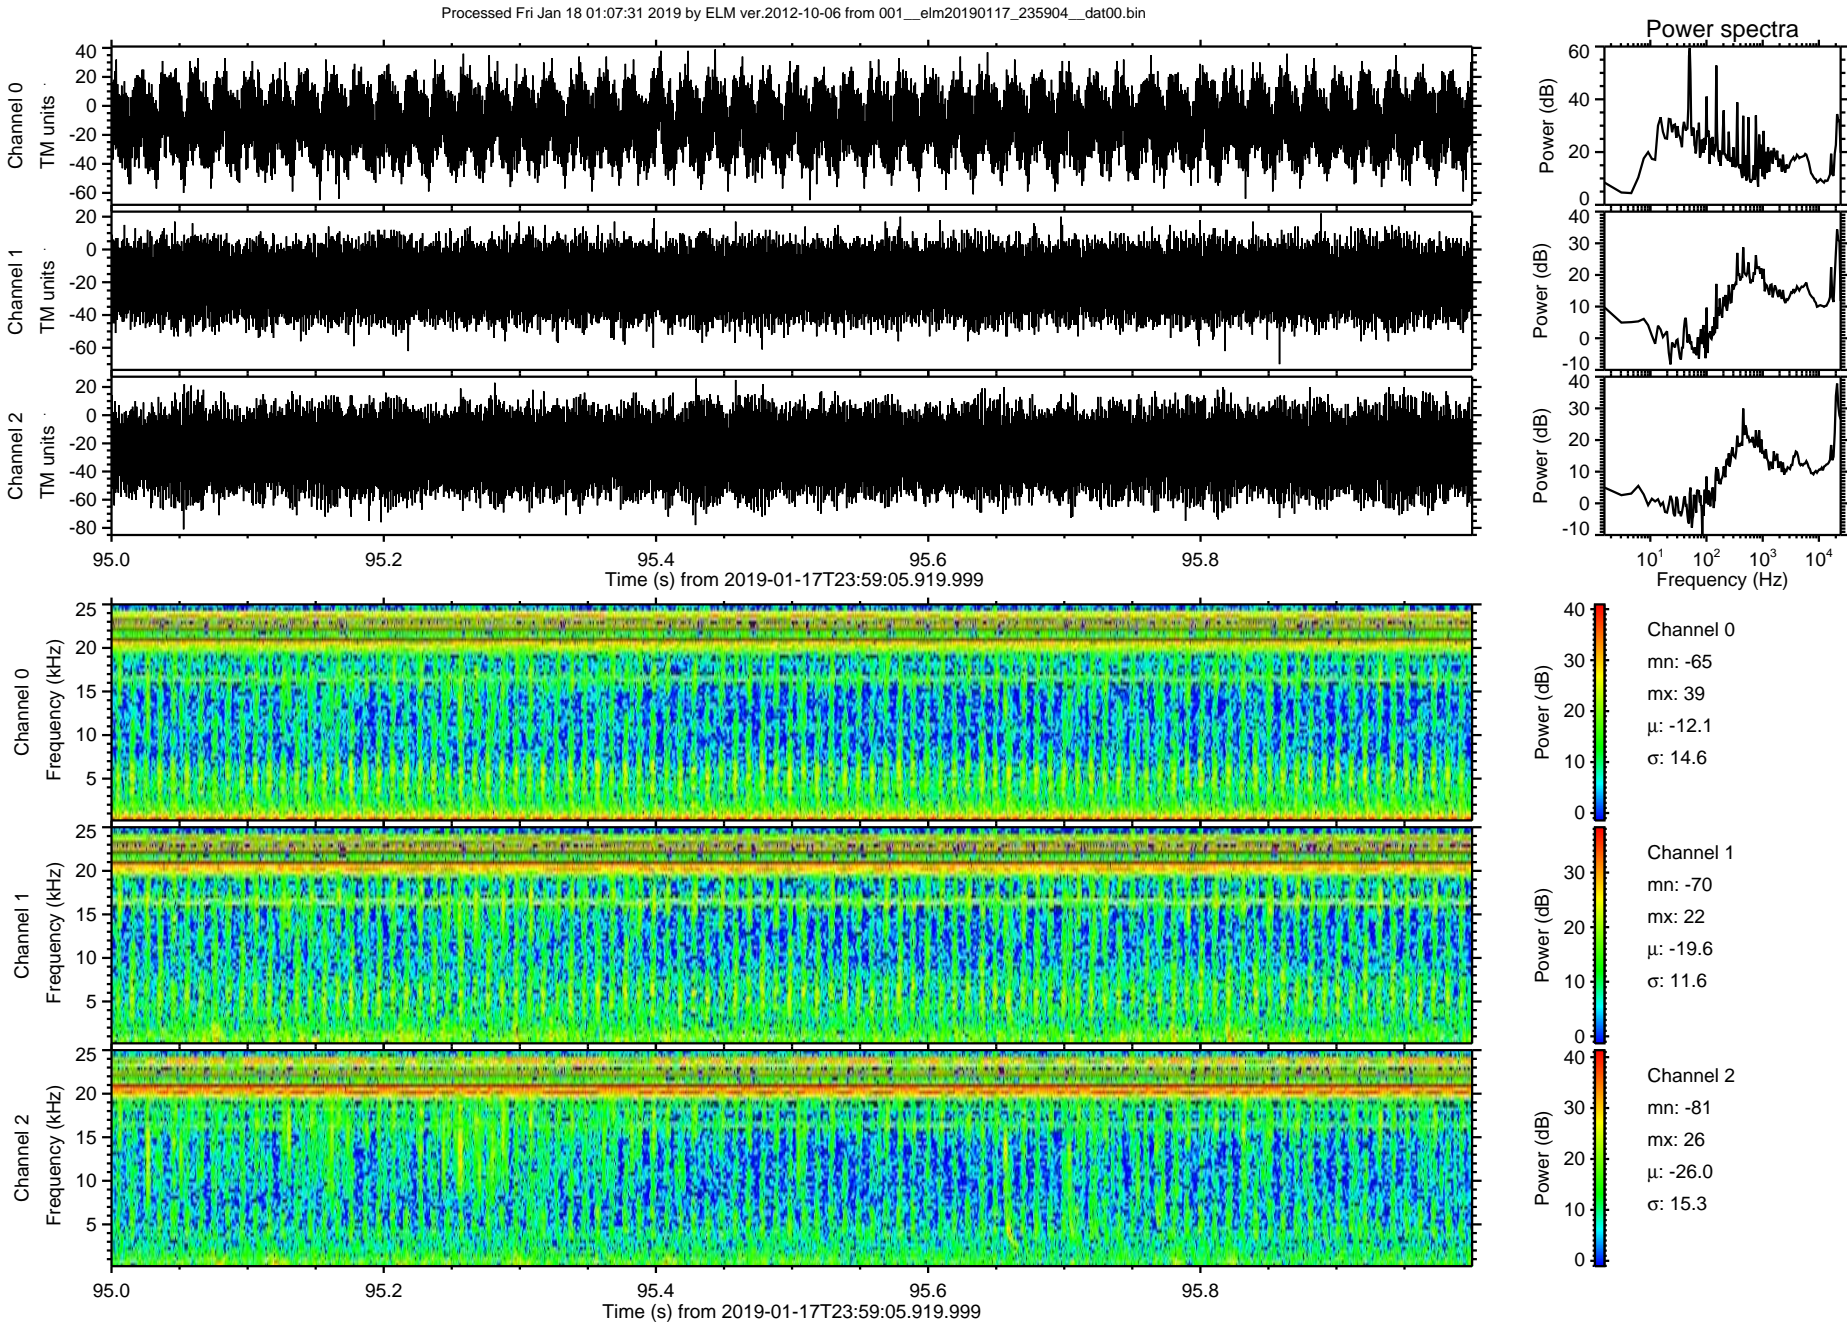 Processed Fri Jan 18 01:07:31 2019 by ELM ver.2012-10-06 from 001__elm20190117_235904__dat00.bin
Power spectra
Channel 0
TM units
40
20
0
-20
-40
-60
Power (dB)
60
40
20
0
Channel 1
TM units
20
0
-20
-40
-60
Power (dB)
40
30
20
10
0
-10
Channel 2
TM units
20
0
-20
-40
-60
-80
Power (dB)
40
30
20
10
0
-10
95.0 95.2 95.4 95.6 95.8
Time (s) from 2019-01-17T23:59:05.919.999
10^1 10^2 10^3 10^4
Frequency (Hz)
Channel 0
Frequency (kHz)
25
20
15
10
5
Power (dB)
40
30
20
10
0
Channel 0
mn: -65
mx: 39
μ: -12.1
σ: 14.6
Channel 1
Frequency (kHz)
25
20
15
10
5
Power (dB)
30
20
10
0
Channel 1
mn: -70
mx: 22
μ: -19.6
σ: 11.6
Channel 2
Frequency (kHz)
25
20
15
10
5
Power (dB)
40
30
20
10
0
Channel 2
mn: -81
mx: 26
μ: -26.0
σ: 15.3
95.0 95.2 95.4 95.6 95.8
Time (s) from 2019-01-17T23:59:05.919.999